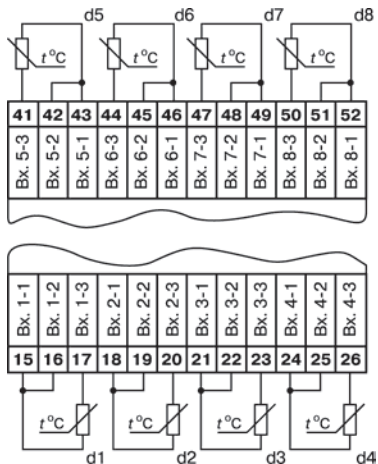 d5 d6 d7 d8
t°C t°C t°C t°C
41 42 43 44 45 46 47 48 49 50 51 52
Вх. 5-3 Вх. 5-2 Вх. 5-1 Вх. 6-3 Вх. 6-2 Вх. 6-1 Вх. 7-3 Вх. 7-2 Вх. 7-1 Вх. 8-3 Вх. 8-2 Вх. 8-1
Вх. 1-1 Вх. 1-2 Вх. 1-3 Вх. 2-1 Вх. 2-2 Вх. 2-3 Вх. 3-1 Вх. 3-2 Вх. 3-3 Вх. 4-1 Вх. 4-2 Вх. 4-3
15 16 17 18 19 20 21 22 23 24 25 26
t°C t°C t°C t°C
d1 d2 d3 d4